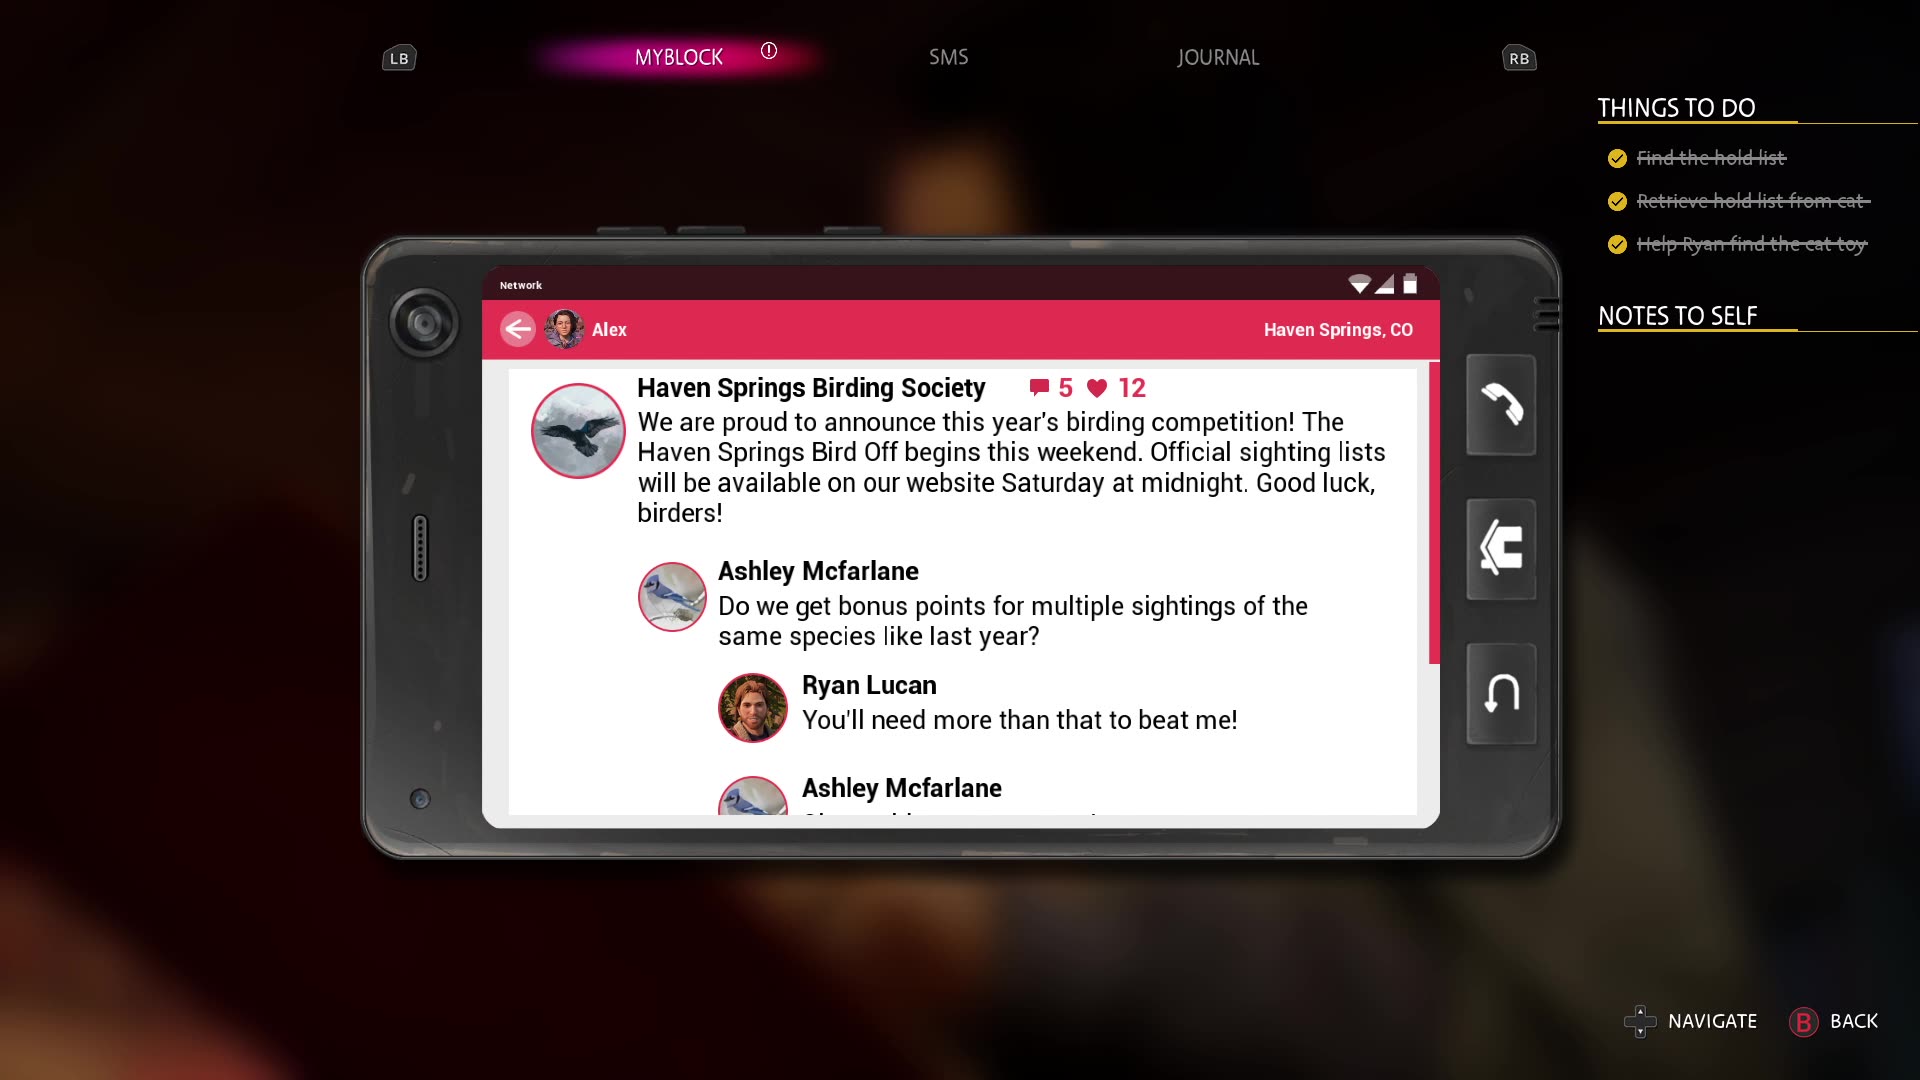 LB
MYBLOCK
SMS
JOURNAL
RB
THINGS TO DO
Find the hold list
Retrieve hold list from cat
Help Ryan find the cat toy
NOTES TO SELF
Network
Alex
Haven Springs, CO
Haven Springs Birding Society 5 12
We are proud to announce this year's birding competition! The
Haven Springs Bird Off begins this weekend. Official sighting lists
will be available on our website Saturday at midnight. Good luck,
birders!
Ashley Mcfarlane
Do we get bonus points for multiple sightings of the
same species like last year?
Ryan Lucan
You'll need more than that to beat me!
Ashley Mcfarlane
NAVIGATE
B BACK